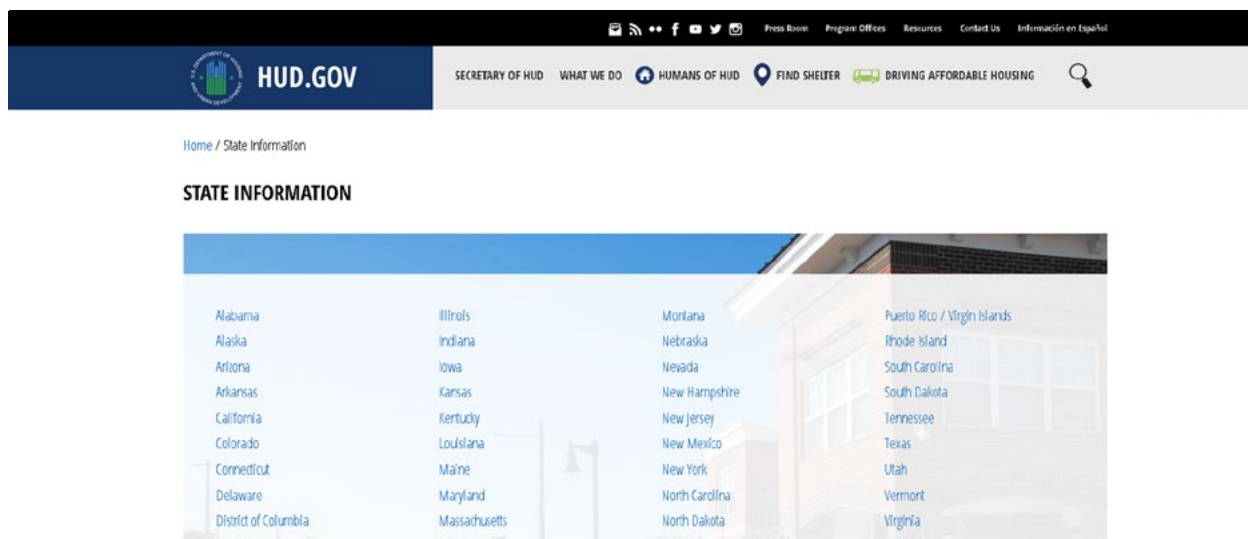 Press Room Program Offices Resources Contact Us Información en Español
HUD.GOV
SECRETARY OF HUD WHAT WE DO HUMANS OF HUD FIND SHELTER DRIVING AFFORDABLE HOUSING
Home / State Information
STATE INFORMATION
Alabama Illinois Montana Puerto Rico / Virgin Islands
Alaska Indiana Nebraska Rhode Island
Arizona Iowa Nevada South Carolina
Arkansas Kansas New Hampshire South Dakota
California Kentucky New Jersey Tennessee
Colorado Louisiana New Mexico Texas
Connecticut Maine New York Utah
Delaware Maryland North Carolina Vermont
District of Columbia Massachusetts North Dakota Virginia